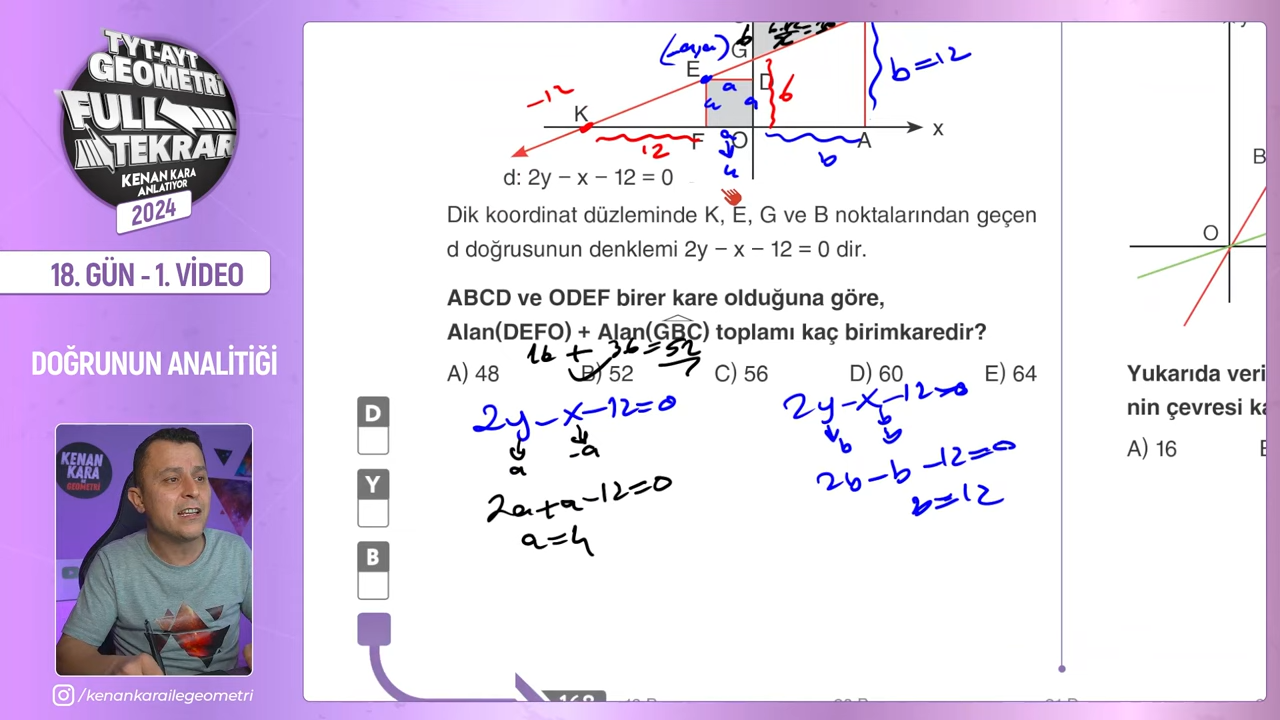 TYT-AYT
GEOMETRİ
FULL
TEKRAR
KENAN KARA
ANLATIYOR
2024
18. GÜN - 1. VİDEO
DOĞRUNUN ANALİTİĞİ
KENAN
KARA
ile
GEOMETRİ
/kenankarailegeometri
(-a,a)
G
6
E
D
a
a
a
6
b=12
-12
K
F
O
A
x
12
a
4
b
d: 2y − x − 12 = 0
Dik koordinat düzleminde K, E, G ve B noktalarından geçen
d doğrusunun denklemi 2y − x − 12 = 0 dir.
ABCD ve ODEF birer kare olduğuna göre,
Alan(DEFO) + Alan(GBC) toplamı kaç birimkaredir?
16 + 36 = 52
A) 48 B) 52 C) 56 D) 60 E) 64
2y - x - 12 = 0
a -a
2a + a - 12 = 0
a = 4
2y - x - 12 = 0
b b
2b - b - 12 = 0
b = 12
D
Y
B
B
O
Yukarıda veri
nin çevresi ka
A) 16